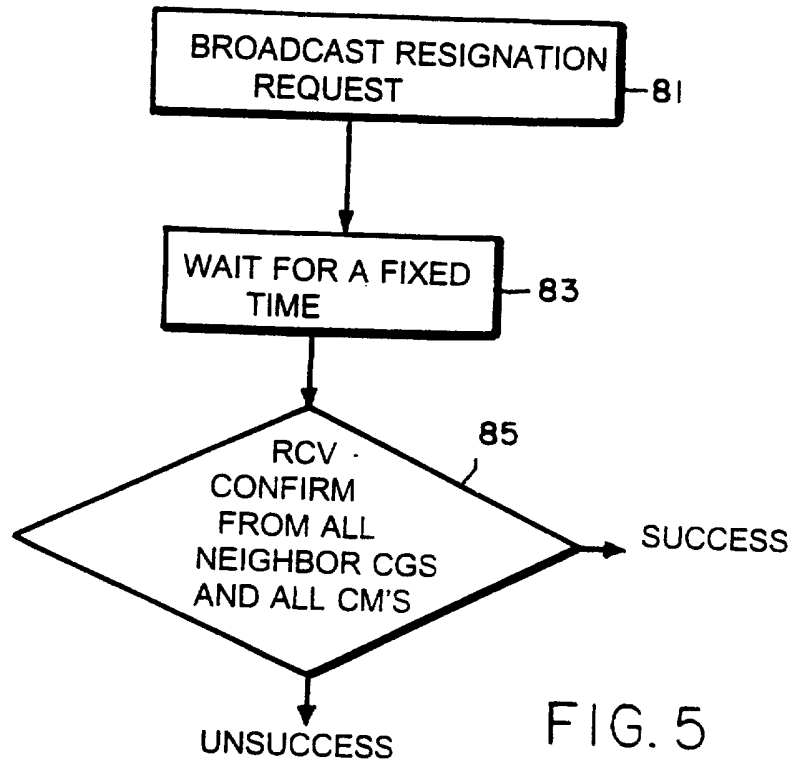 BROADCAST RESIGNATION
REQUEST
81
WAIT FOR A FIXED
TIME
83
85
RCV
CONFIRM
FROM ALL
NEIGHBOR CGS
AND ALL CM'S
SUCCESS
UNSUCCESS
FIG. 5